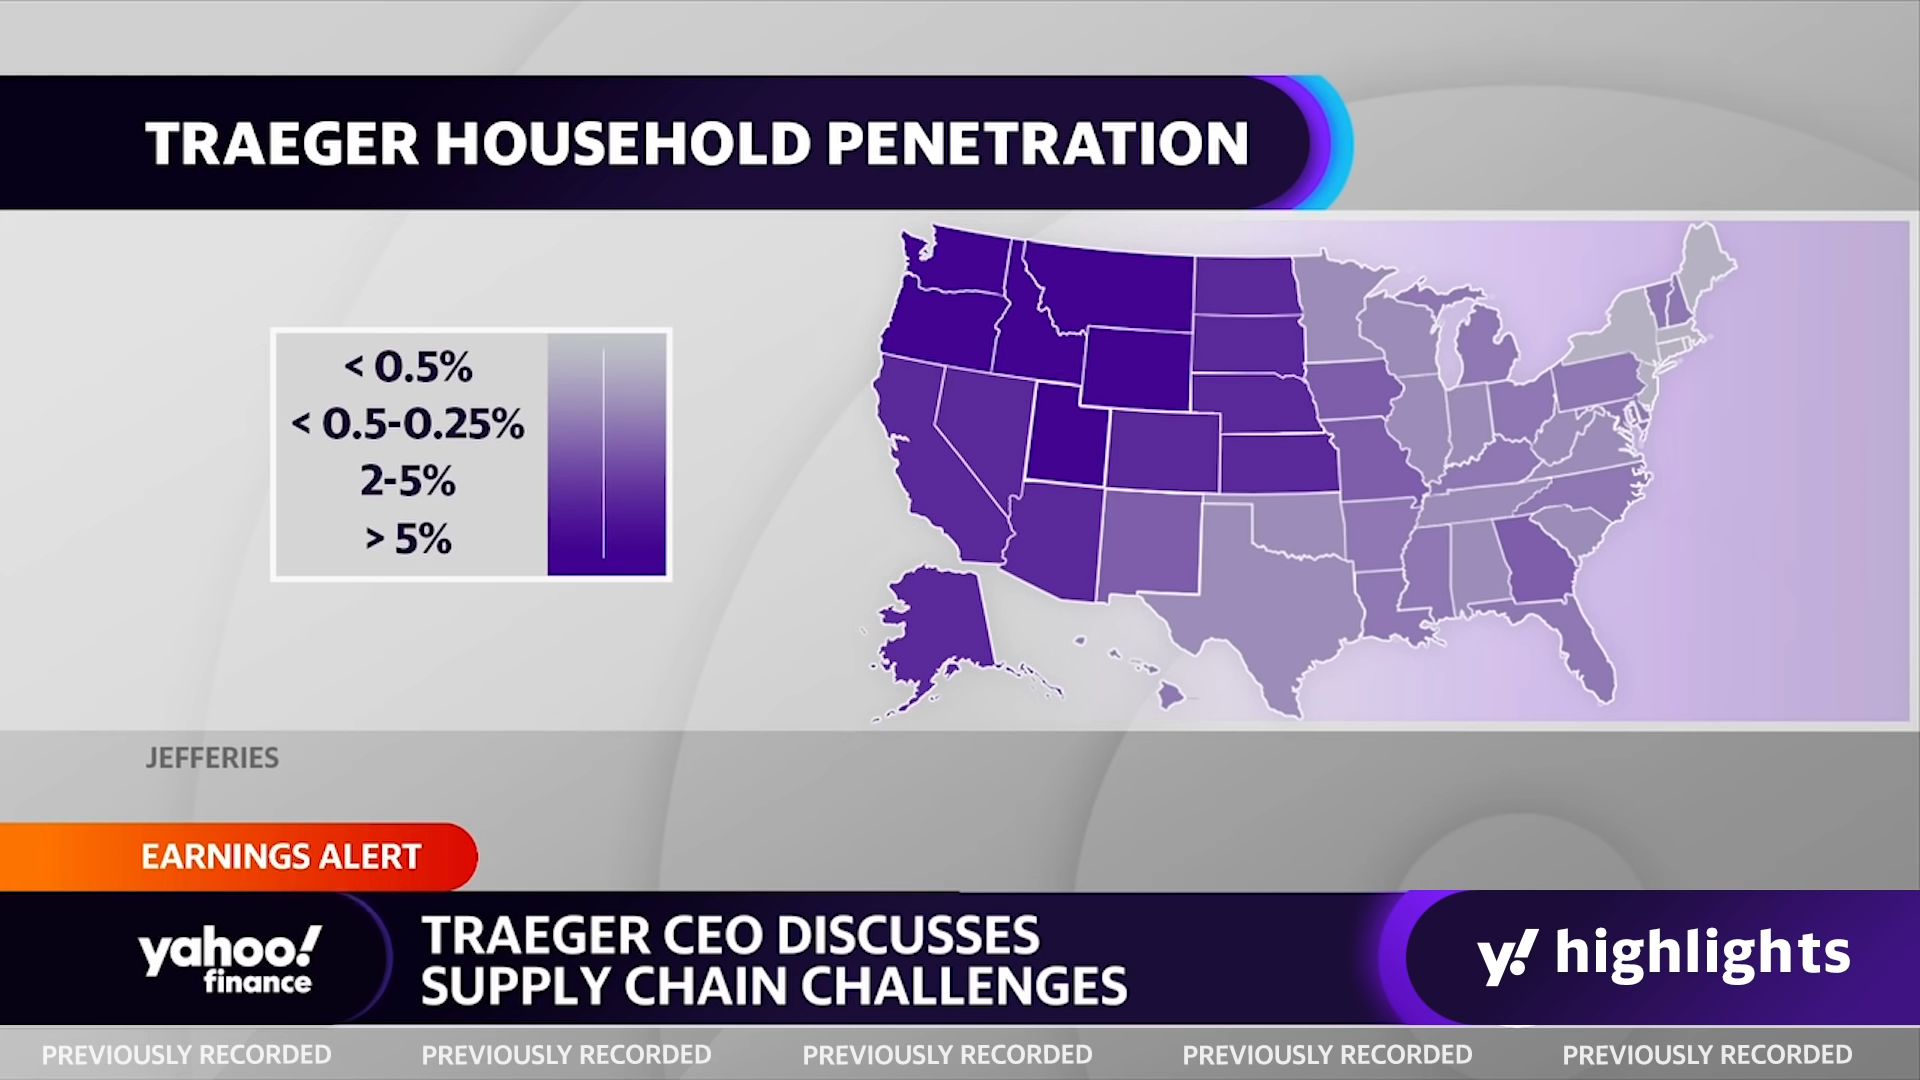 TRAEGER HOUSEHOLD PENETRATION
< 0.5%
< 0.5-0.25%
2-5%
> 5%
JEFFERIES
EARNINGS ALERT
yahoo!
finance
TRAEGER CEO DISCUSSES
SUPPLY CHAIN CHALLENGES
y! highlights
PREVIOUSLY RECORDED PREVIOUSLY RECORDED PREVIOUSLY RECORDED PREVIOUSLY RECORDED PREVIOUSLY RECORDED